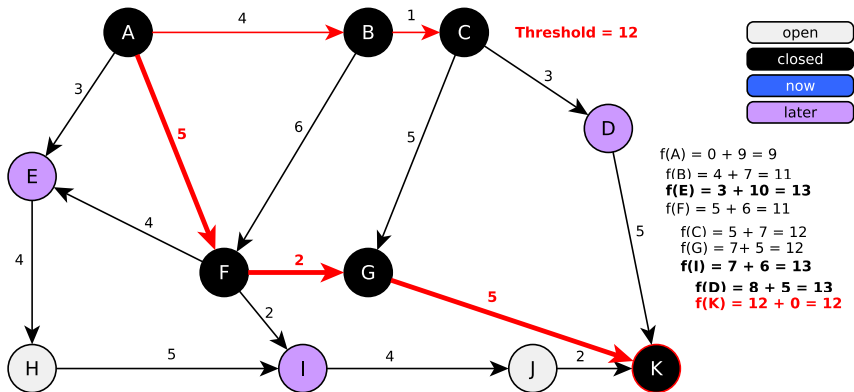 4
1
A
B
C
Threshold = 12
open
closed
now
later
3
3
5
6
5
D
f(A) = 0 + 9 = 9
f(B) = 4 + 7 = 11
f(E) = 3 + 10 = 13
f(F) = 5 + 6 = 11
f(C) = 5 + 7 = 12
f(G) = 7+ 5 = 12
f(I) = 7 + 6 = 13
f(D) = 8 + 5 = 13
f(K) = 12 + 0 = 12
E
4
5
4
2
F
G
5
2
H
5
I
4
J
2
K